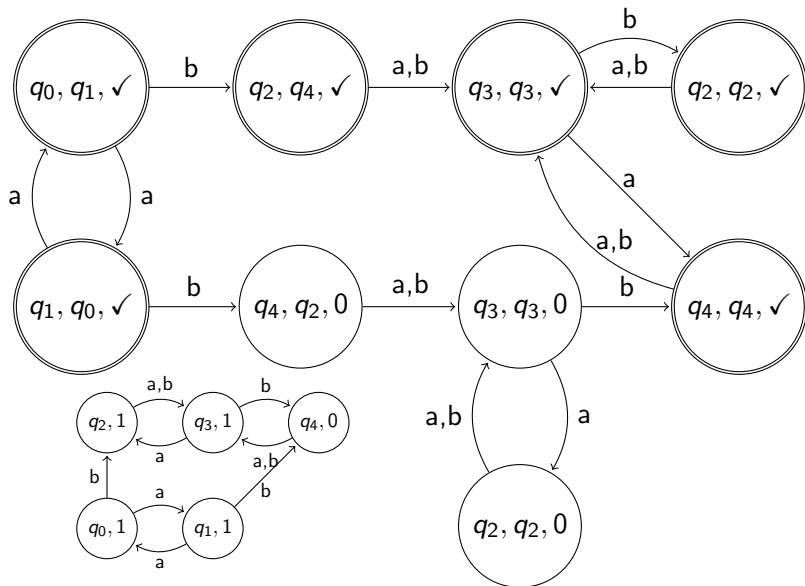 b
b a,b a,b
q0, q1, ✓ q2, q4, ✓ q3, q3, ✓ q2, q2, ✓
a a a
a,b
b a,b b
q1, q0, ✓ q4, q2, 0 q3, q3, 0 q4, q4, ✓
a,b b
q2, 1 q3, 1 q4, 0
a,b a
a a,b
b a b
q0, 1 q1, 1 q2, q2, 0
a